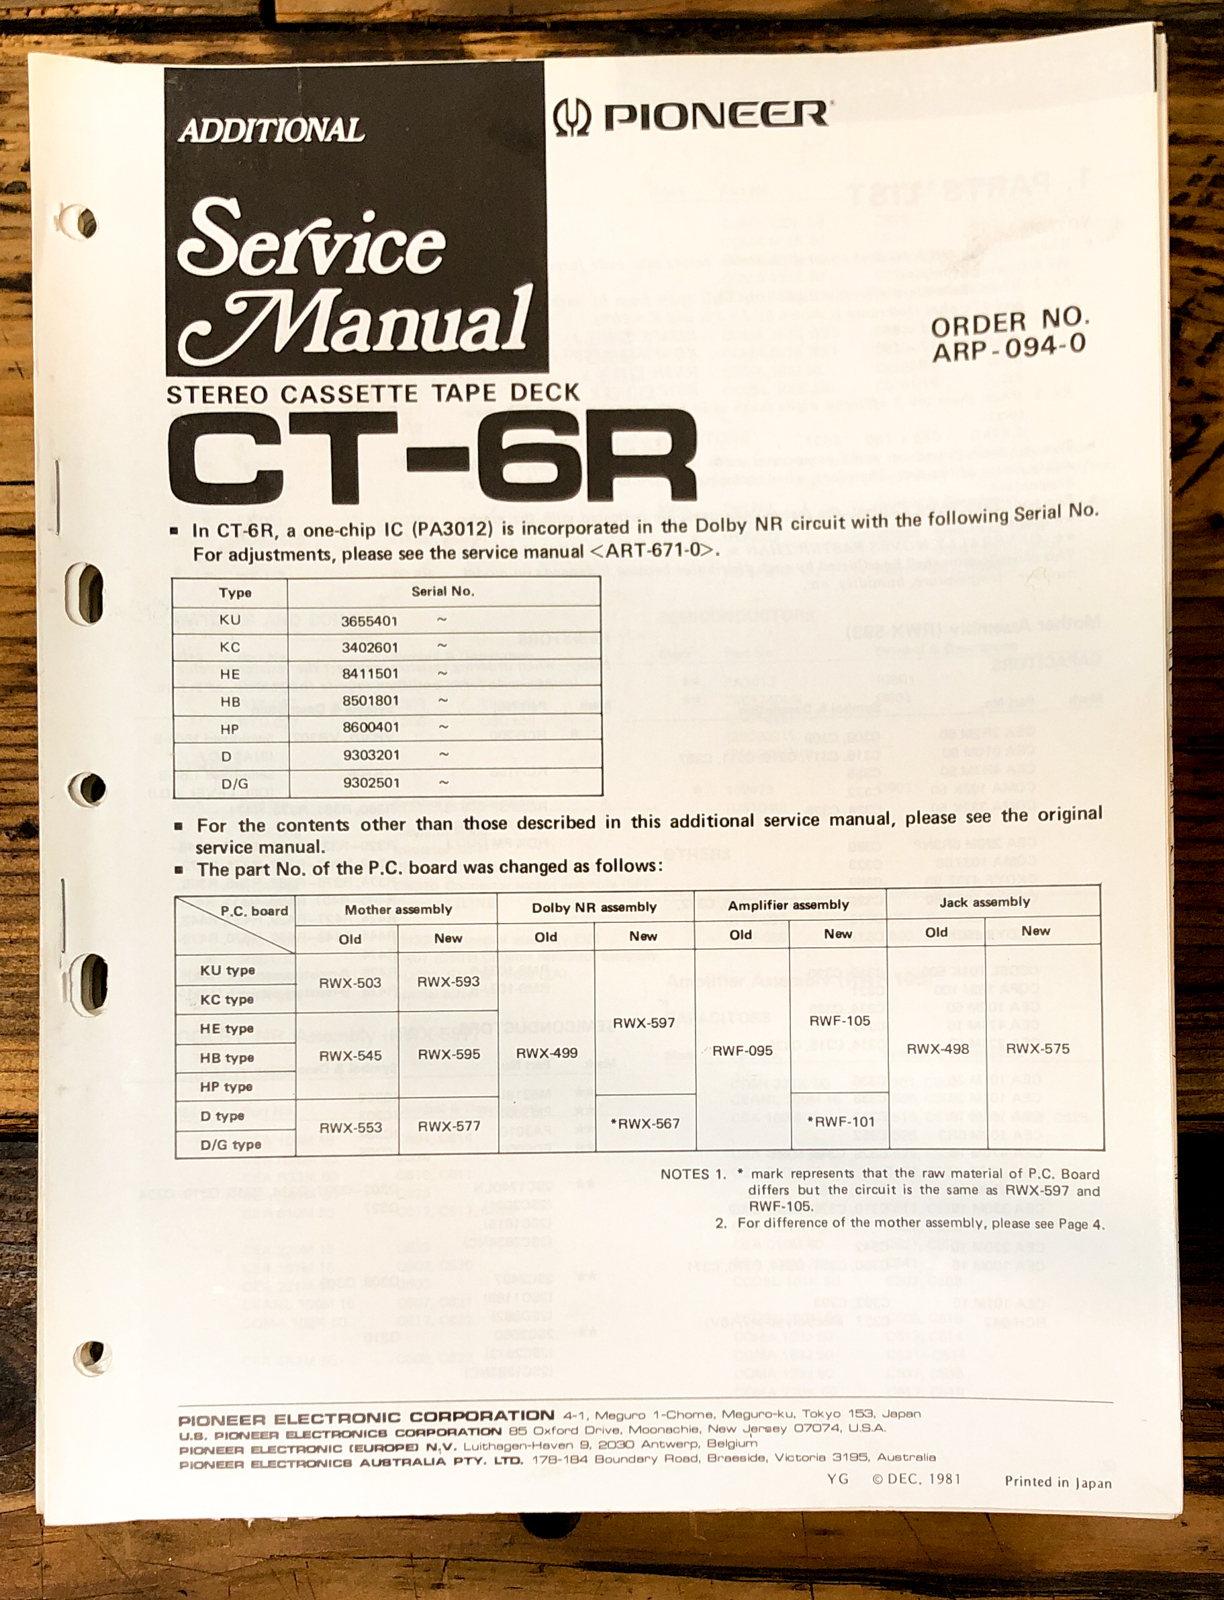 ADDITIONAL
Service
Manual
PIONEER
ORDER NO.
ARP-094-0
STEREO CASSETTE TAPE DECK
CT-6R
▪ In CT-6R, a one-chip IC (PA3012) is incorporated in the Dolby NR circuit with the following Serial No.
For adjustments, please see the service manual <ART-671-0>.
Type Serial No.
KU 3655401 ~
KC 3402601 ~
HE 8411501 ~
HB 8501801 ~
HP 8600401 ~
D 9303201 ~
D/G 9302501 ~
▪ For the contents other than those described in this additional service manual, please see the original
service manual.
▪ The part No. of the P.C. board was changed as follows:
P.C. board Mother assembly Dolby NR assembly Amplifier assembly Jack assembly
Old New Old New Old New Old New
KU type
RWX-503 RWX-593
KC type
HE type
RWX-597 RWF-105
HB type
RWX-545 RWX-595 RWX-499 RWF-095 RWX-498 RWX-575
HP type
D type
RWX-553 RWX-577 *RWX-567 *RWF-101
D/G type
NOTES 1. * mark represents that the raw material of P.C. Board
differs but the circuit is the same as RWX-597 and
RWF-105.
2. For difference of the mother assembly, please see Page 4.
PIONEER ELECTRONIC CORPORATION 4-1, Meguro 1-Chome, Meguro-ku, Tokyo 153, Japan
U.S. PIONEER ELECTRONICS CORPORATION 85 Oxford Drive, Moonachie, New Jersey 07074, U.S.A.
PIONEER ELECTRONIC (EUROPE) N.V. Luithagen-Haven 9, 2030 Antwerp, Belgium
PIONEER ELECTRONICS AUSTRALIA PTY. LTD. 178-184 Boundary Road, Braeside, Victoria 3195, Australia
YG © DEC. 1981 Printed in Japan